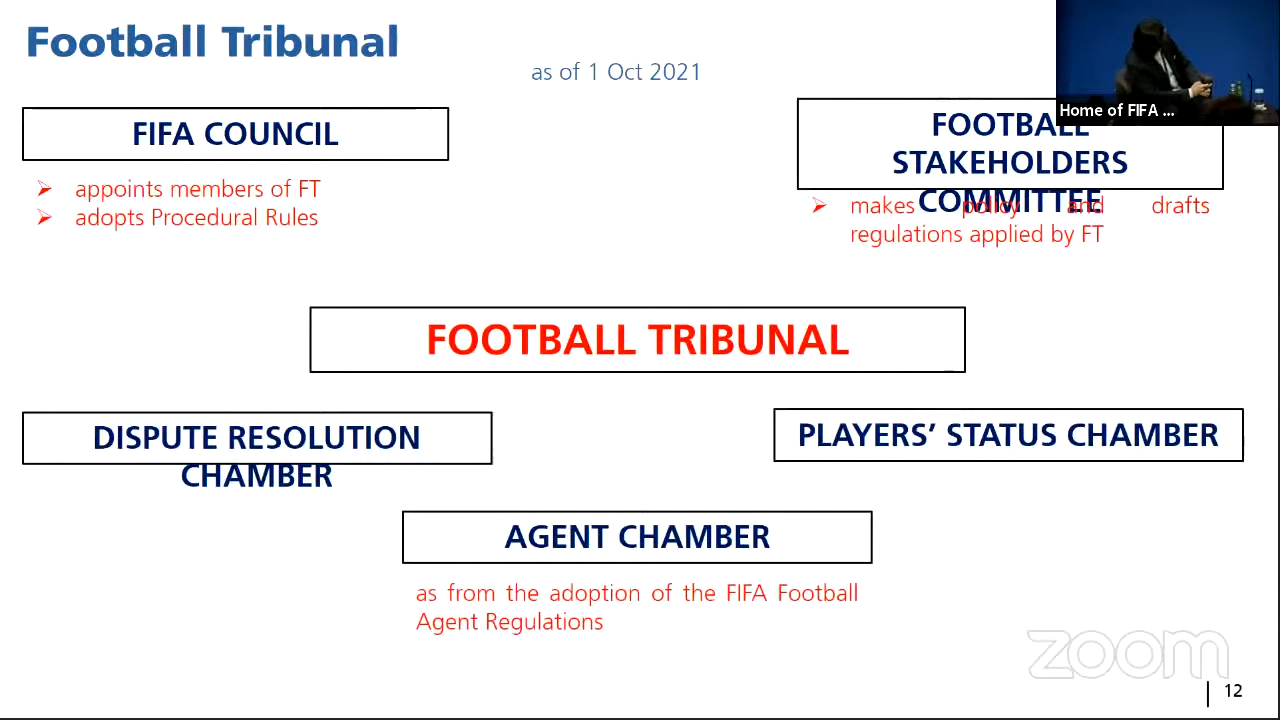 Football Tribunal
as of 1 Oct 2021
Home of FIFA ...
FIFA COUNCIL
➢ appoints members of FT
➢ adopts Procedural Rules
FOOTBALL
STAKEHOLDERS
COMMITTEE
➢ makes policy and drafts
regulations applied by FT
FOOTBALL TRIBUNAL
DISPUTE RESOLUTION
CHAMBER
PLAYERS’ STATUS CHAMBER
AGENT CHAMBER
as from the adoption of the FIFA Football
Agent Regulations
zoom
12